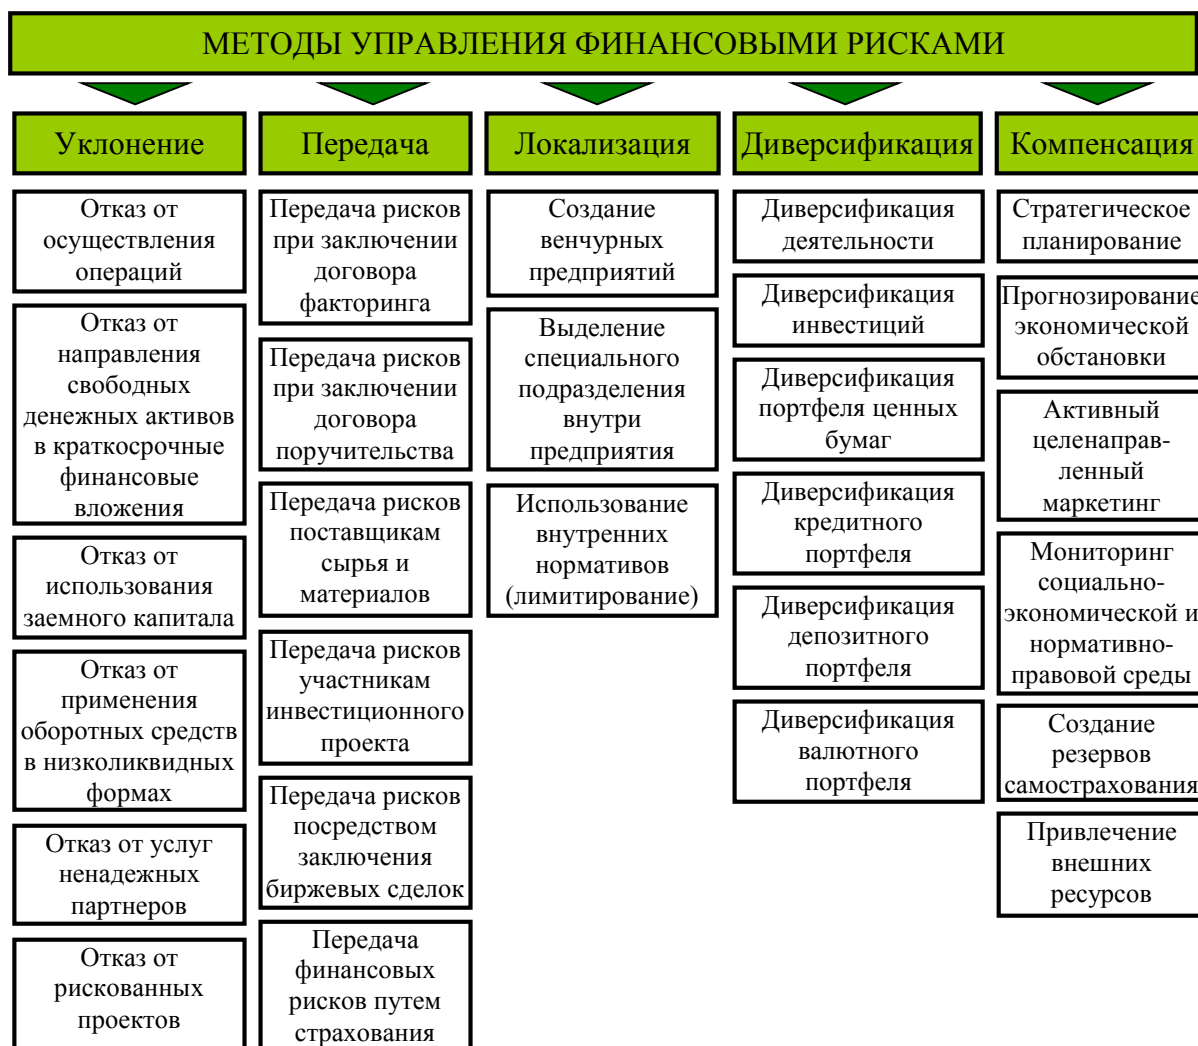 МЕТОДЫ УПРАВЛЕНИЯ ФИНАНСОВЫМИ РИСКАМИ
Уклонение
Отказ от
осуществления
операций
Отказ от
направления
свободных
денежных активов
в краткосрочные
финансовые
вложения
Отказ от
использования
заемного капитала
Отказ от
применения
оборотных средств
в низколиквидных
формах
Отказ от услуг
ненадежных
партнеров
Отказ от
рискованных
проектов
Передача
Передача рисков
при заключении
договора
факторинга
Передача рисков
при заключении
договора
поручительства
Передача рисков
поставщикам
сырья и
материалов
Передача рисков
участникам
инвестиционного
проекта
Передача рисков
посредством
заключения
биржевых сделок
Передача
финансовых
рисков путем
страхования
Локализация
Создание
венчурных
предприятий
Выделение
специального
подразделения
внутри
предприятия
Использование
внутренних
нормативов
(лимитирование)
Диверсификация
Диверсификация
деятельности
Диверсификация
инвестиций
Диверсификация
портфеля ценных
бумаг
Диверсификация
кредитного
портфеля
Диверсификация
депозитного
портфеля
Диверсификация
валютного
портфеля
Компенсация
Стратегическое
планирование
Прогнозирование
экономической
обстановки
Активный
целенаправ-
ленный
маркетинг
Мониторинг
социально-
экономической и
нормативно-
правовой среды
Создание
резервов
самострахования
Привлечение
внешних
ресурсов